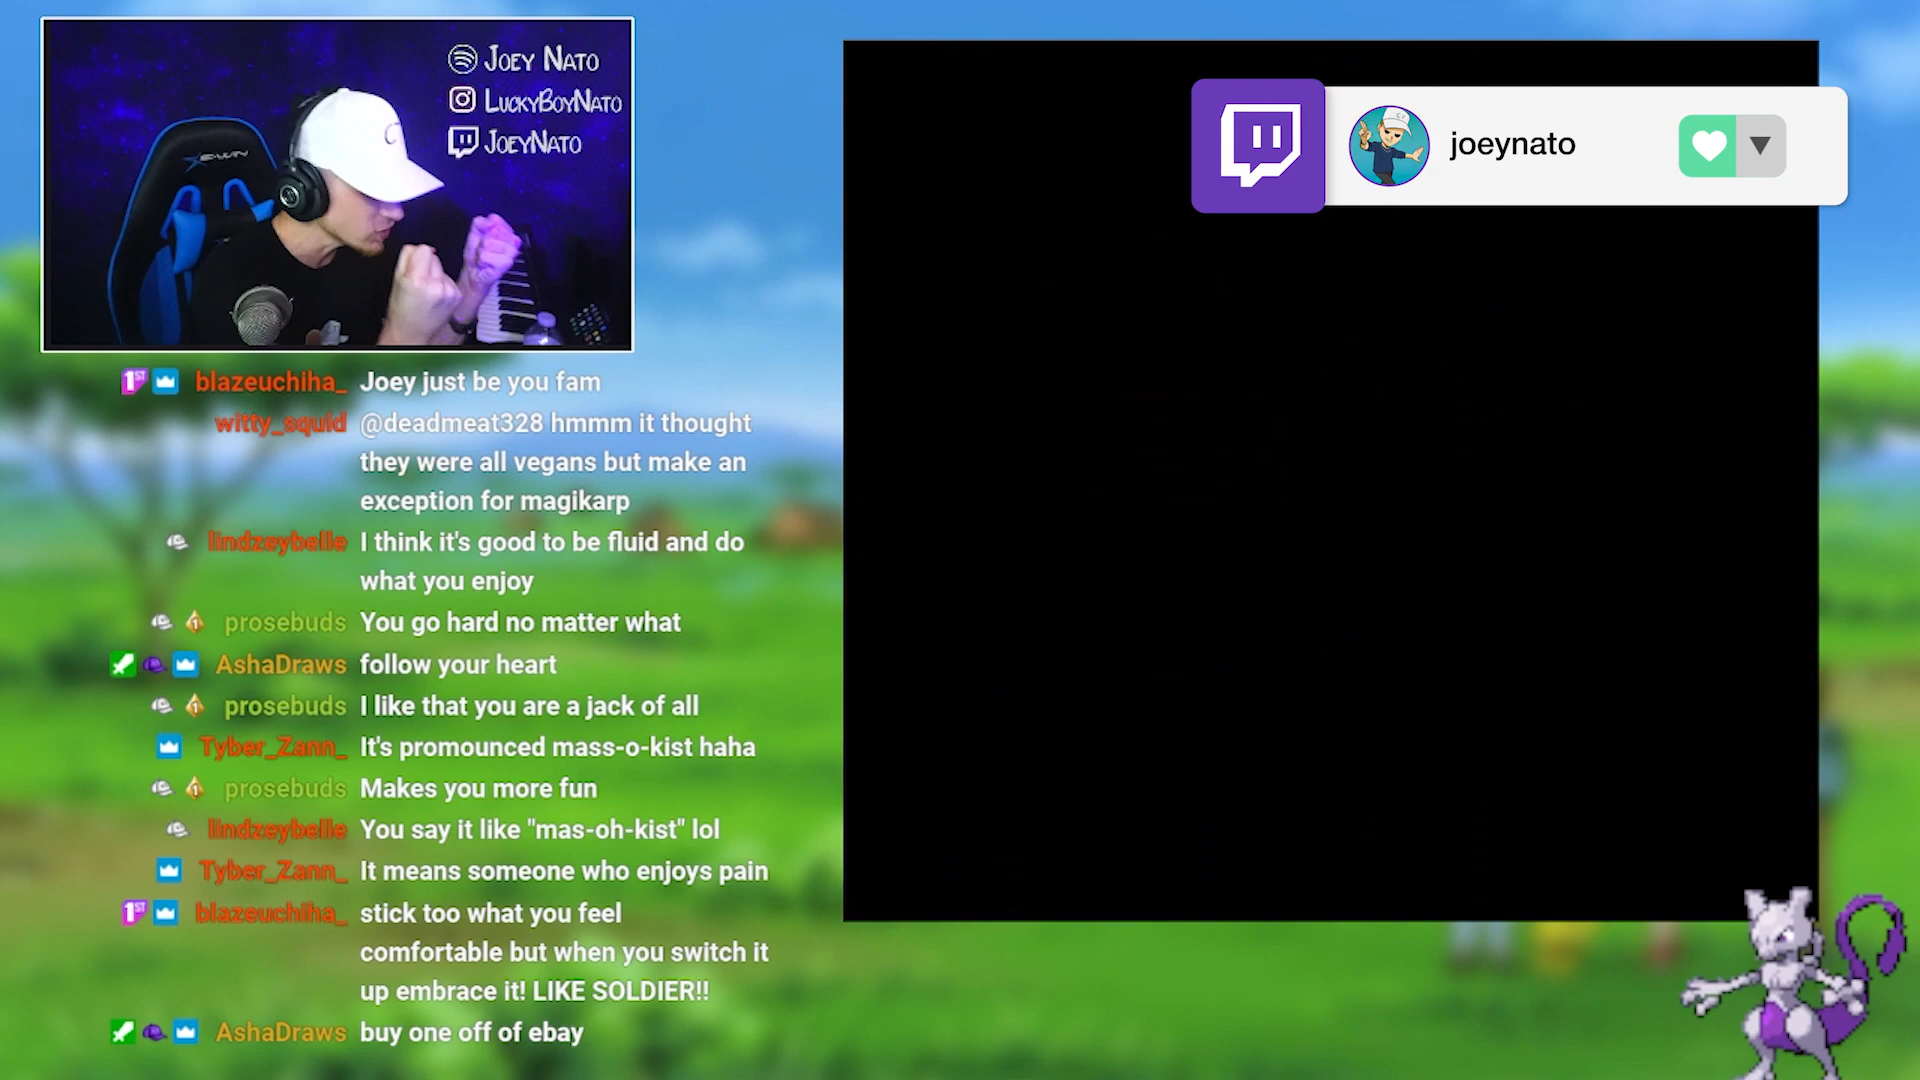 Joey Nato
LuckyBoyNato
JoeyNato
joeynato
1ST blazeuchiha_ Joey just be you fam
witty_squid @deadmeat328 hmmm it thought
they were all vegans but make an
exception for magikarp
lindzeybelle I think it's good to be fluid and do
what you enjoy
prosebuds You go hard no matter what
AshaDraws follow your heart
prosebuds I like that you are a jack of all
Tyber_Zann_ It's promounced mass-o-kist haha
prosebuds Makes you more fun
lindzeybelle You say it like "mas-oh-kist" lol
Tyber_Zann_ It means someone who enjoys pain
1ST blazeuchiha_ stick too what you feel
comfortable but when you switch it
up embrace it! LIKE SOLDIER!!
AshaDraws buy one off of ebay